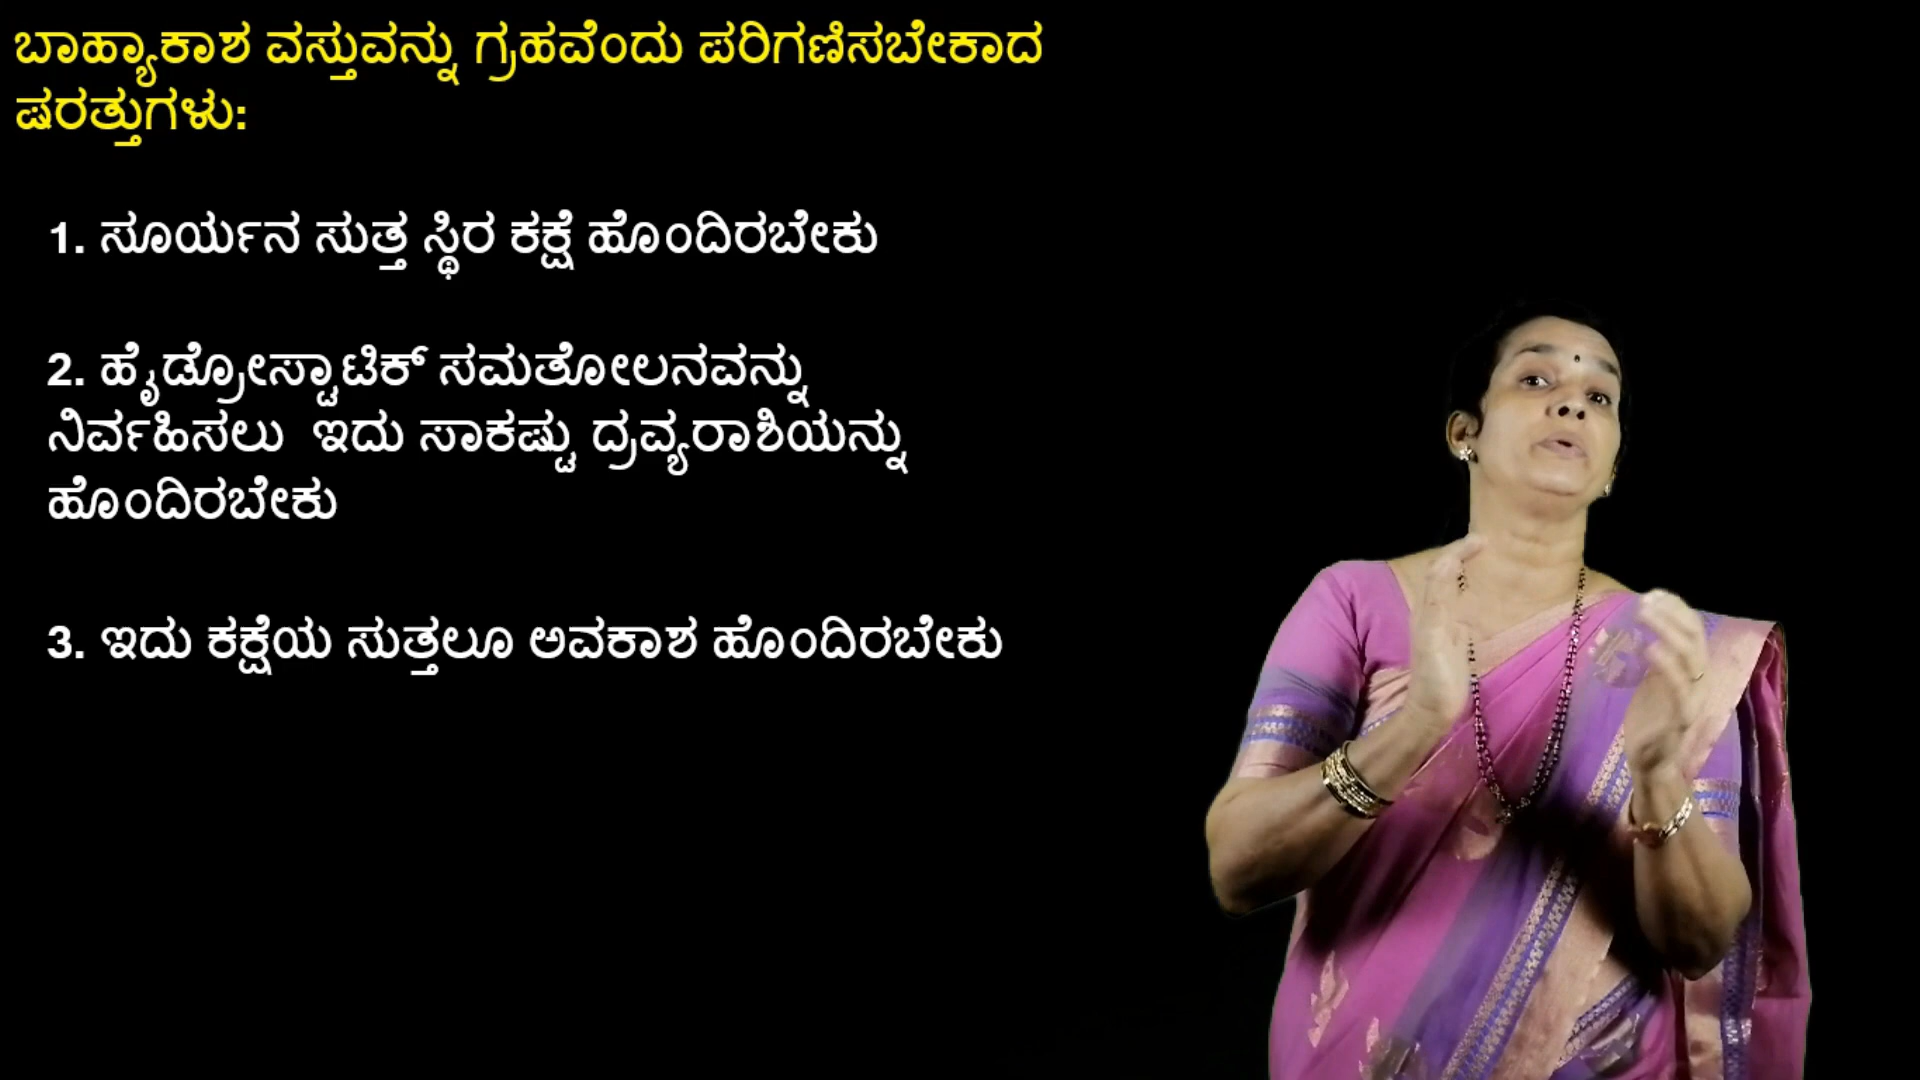 ಬಾಹ್ಯಾಕಾಶ ವಸ್ತುವನ್ನು ಗ್ರಹವೆಂದು ಪರಿಗಣಿಸಬೇಕಾದ
ಷರತ್ತುಗಳು:
1. ಸೂರ್ಯನ ಸುತ್ತ ಸ್ಥಿರ ಕಕ್ಷೆ ಹೊಂದಿರಬೇಕು
2. ಹೈಡ್ರೋಸ್ಟಾಟಿಕ್ ಸಮತೋಲನವನ್ನು
ನಿರ್ವಹಿಸಲು ಇದು ಸಾಕಷ್ಟು ದ್ರವ್ಯರಾಶಿಯನ್ನು
ಹೊಂದಿರಬೇಕು
3. ಇದು ಕಕ್ಷೆಯ ಸುತ್ತಲೂ ಅವಕಾಶ ಹೊಂದಿರಬೇಕು